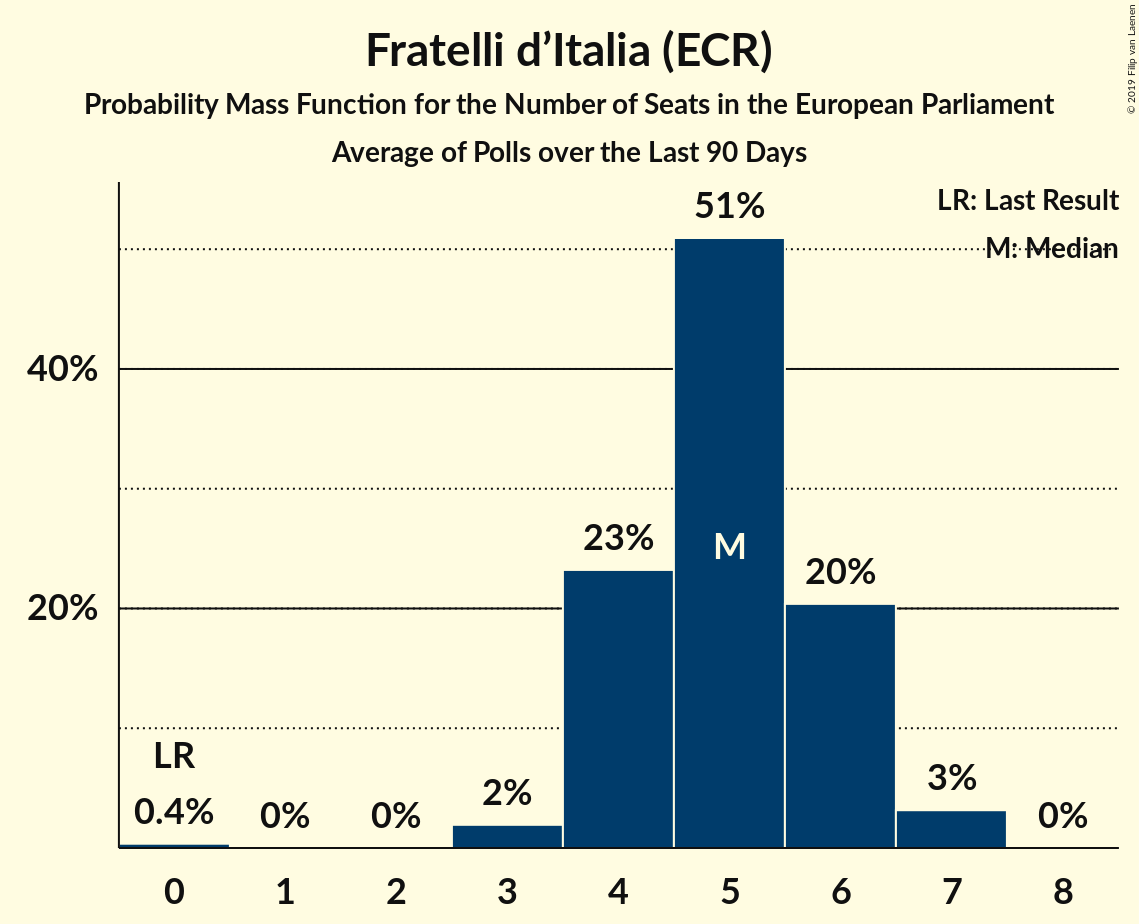 Fratelli d’Italia (ECR)
Probability Mass Function for the Number of Seats in the European Parliament
Average of Polls over the Last 90 Days
© 2019 Filip van Laenen
LR: Last Result
M: Median
51%
40%
23%
M
20%
20%
LR
0.4%
0%
0%
2%
3%
0%
0 1 2 3 4 5 6 7 8